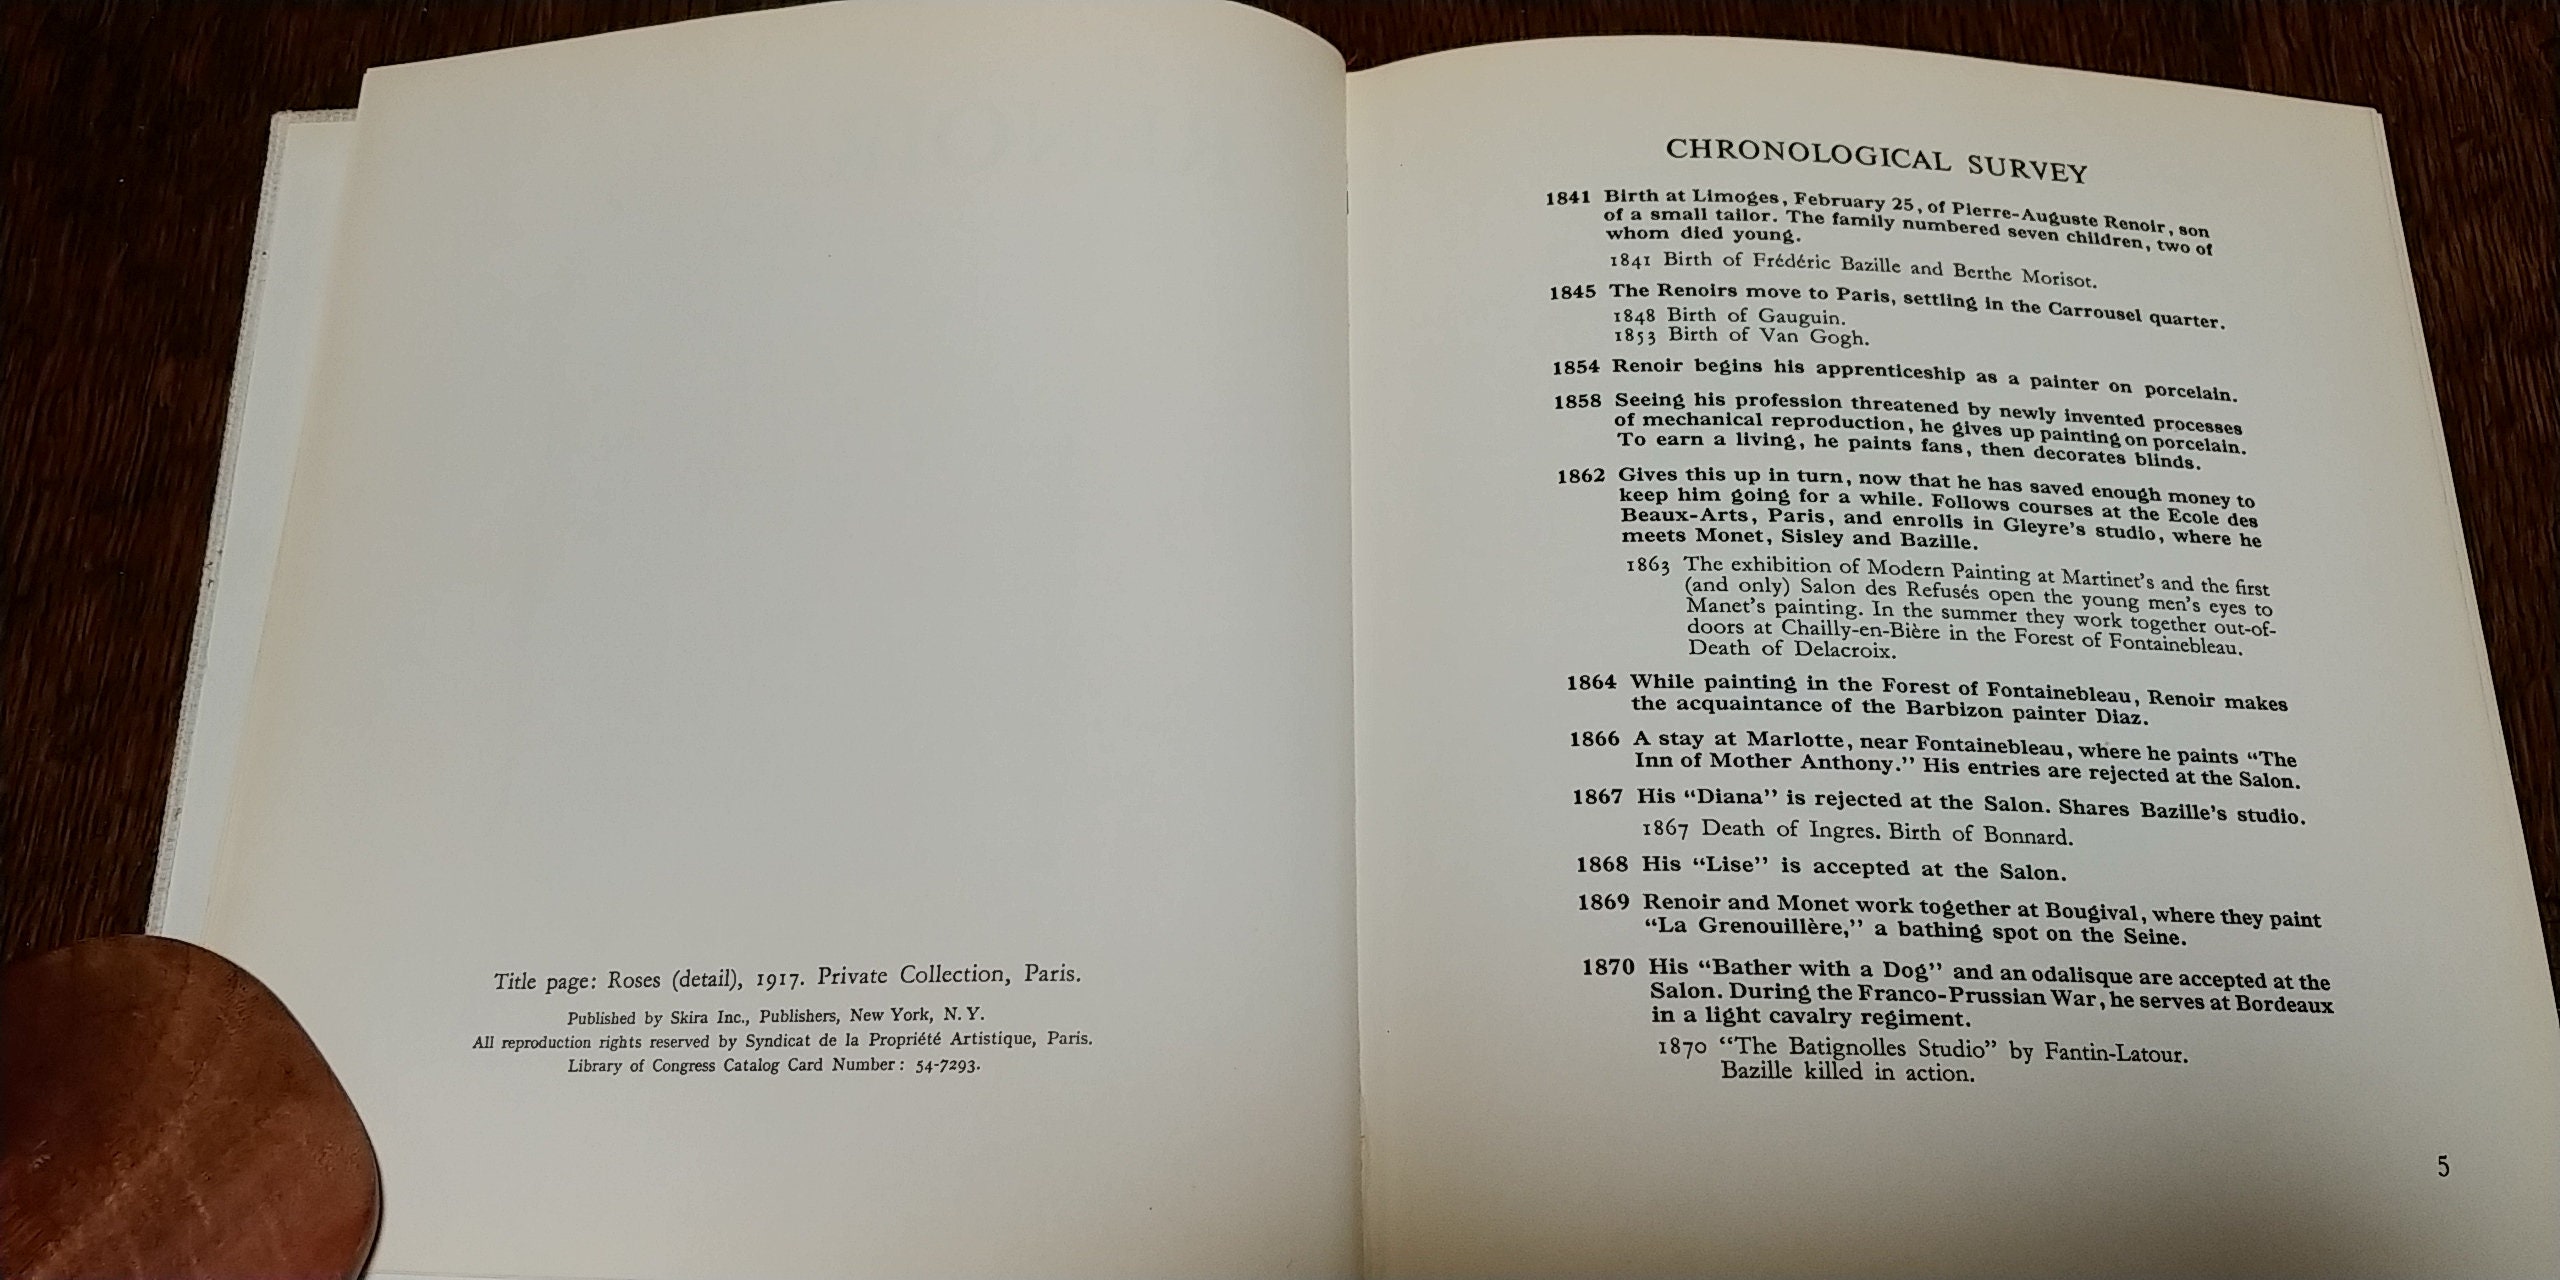 Title page: Roses (detail), 1917. Private Collection, Paris.
Published by Skira Inc., Publishers, New York, N. Y.
All reproduction rights reserved by Syndicat de la Propriété Artistique, Paris.
Library of Congress Catalog Card Number: 54-7293.
CHRONOLOGICAL SURVEY
1841 Birth at Limoges, February 25, of Pierre-Auguste Renoir, son
of a small tailor. The family numbered seven children, two of
whom died young.
1841 Birth of Frédéric Bazille and Berthe Morisot.
1845 The Renoirs move to Paris, settling in the Carrousel quarter.
1848 Birth of Gauguin.
1853 Birth of Van Gogh.
1854 Renoir begins his apprenticeship as a painter on porcelain.
1858 Seeing his profession threatened by newly invented processes
of mechanical reproduction, he gives up painting on porcelain.
To earn a living, he paints fans, then decorates blinds.
1862 Gives this up in turn, now that he has saved enough money to
keep him going for a while. Follows courses at the Ecole des
Beaux-Arts, Paris, and enrolls in Gleyre's studio, where he
meets Monet, Sisley and Bazille.
1863 The exhibition of Modern Painting at Martinet's and the first
(and only) Salon des Refusés open the young men's eyes to
Manet's painting. In the summer they work together out-of-
doors at Chailly-en-Bière in the Forest of Fontainebleau.
Death of Delacroix.
1864 While painting in the Forest of Fontainebleau, Renoir makes
the acquaintance of the Barbizon painter Diaz.
1866 A stay at Marlotte, near Fontainebleau, where he paints “The
Inn of Mother Anthony.” His entries are rejected at the Salon.
1867 His “Diana” is rejected at the Salon. Shares Bazille's studio.
1867 Death of Ingres. Birth of Bonnard.
1868 His “Lise” is accepted at the Salon.
1869 Renoir and Monet work together at Bougival, where they paint
“La Grenouillère,” a bathing spot on the Seine.
1870 His “Bather with a Dog” and an odalisque are accepted at the
Salon. During the Franco-Prussian War, he serves at Bordeaux
in a light cavalry regiment.
1870 “The Batignolles Studio” by Fantin-Latour.
Bazille killed in action.
5